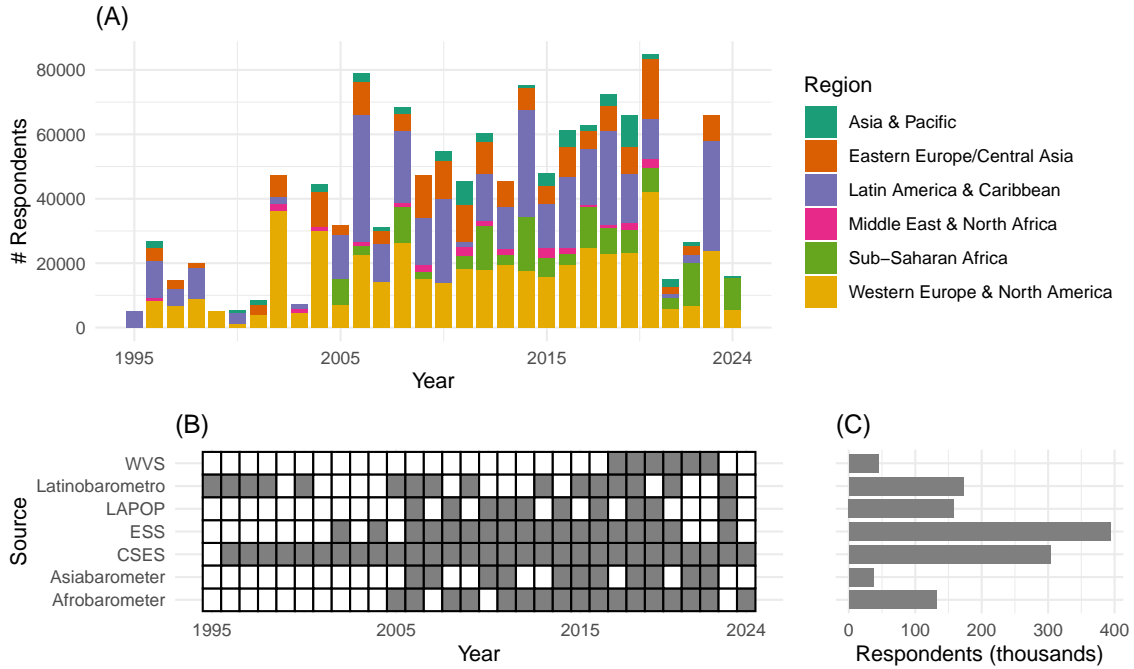 (A)
# Respondents
80000
60000
40000
20000
0
1995
2005
2015
2024
Year
Region
Asia & Pacific
Eastern Europe/Central Asia
Latin America & Caribbean
Middle East & North Africa
Sub−Saharan Africa
Western Europe & North America
(B)
Source
WVS
Latinobarometro
LAPOP
ESS
CSES
Asiabarometer
Afrobarometer
1995
2005
2015
2024
Year
(C)
0
100
200
300
400
Respondents (thousands)